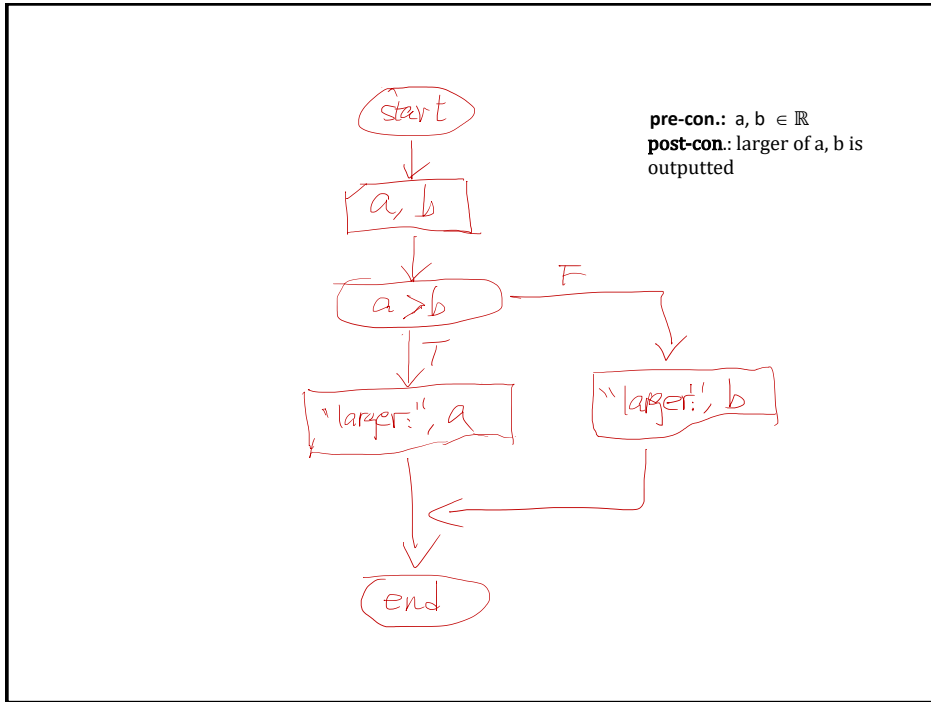 start
pre-con.: a, b ∈ ℝ
post-con.: larger of a, b is
outputted
a, b
a > b
F
T
"larger:", a
"larger:", b
end